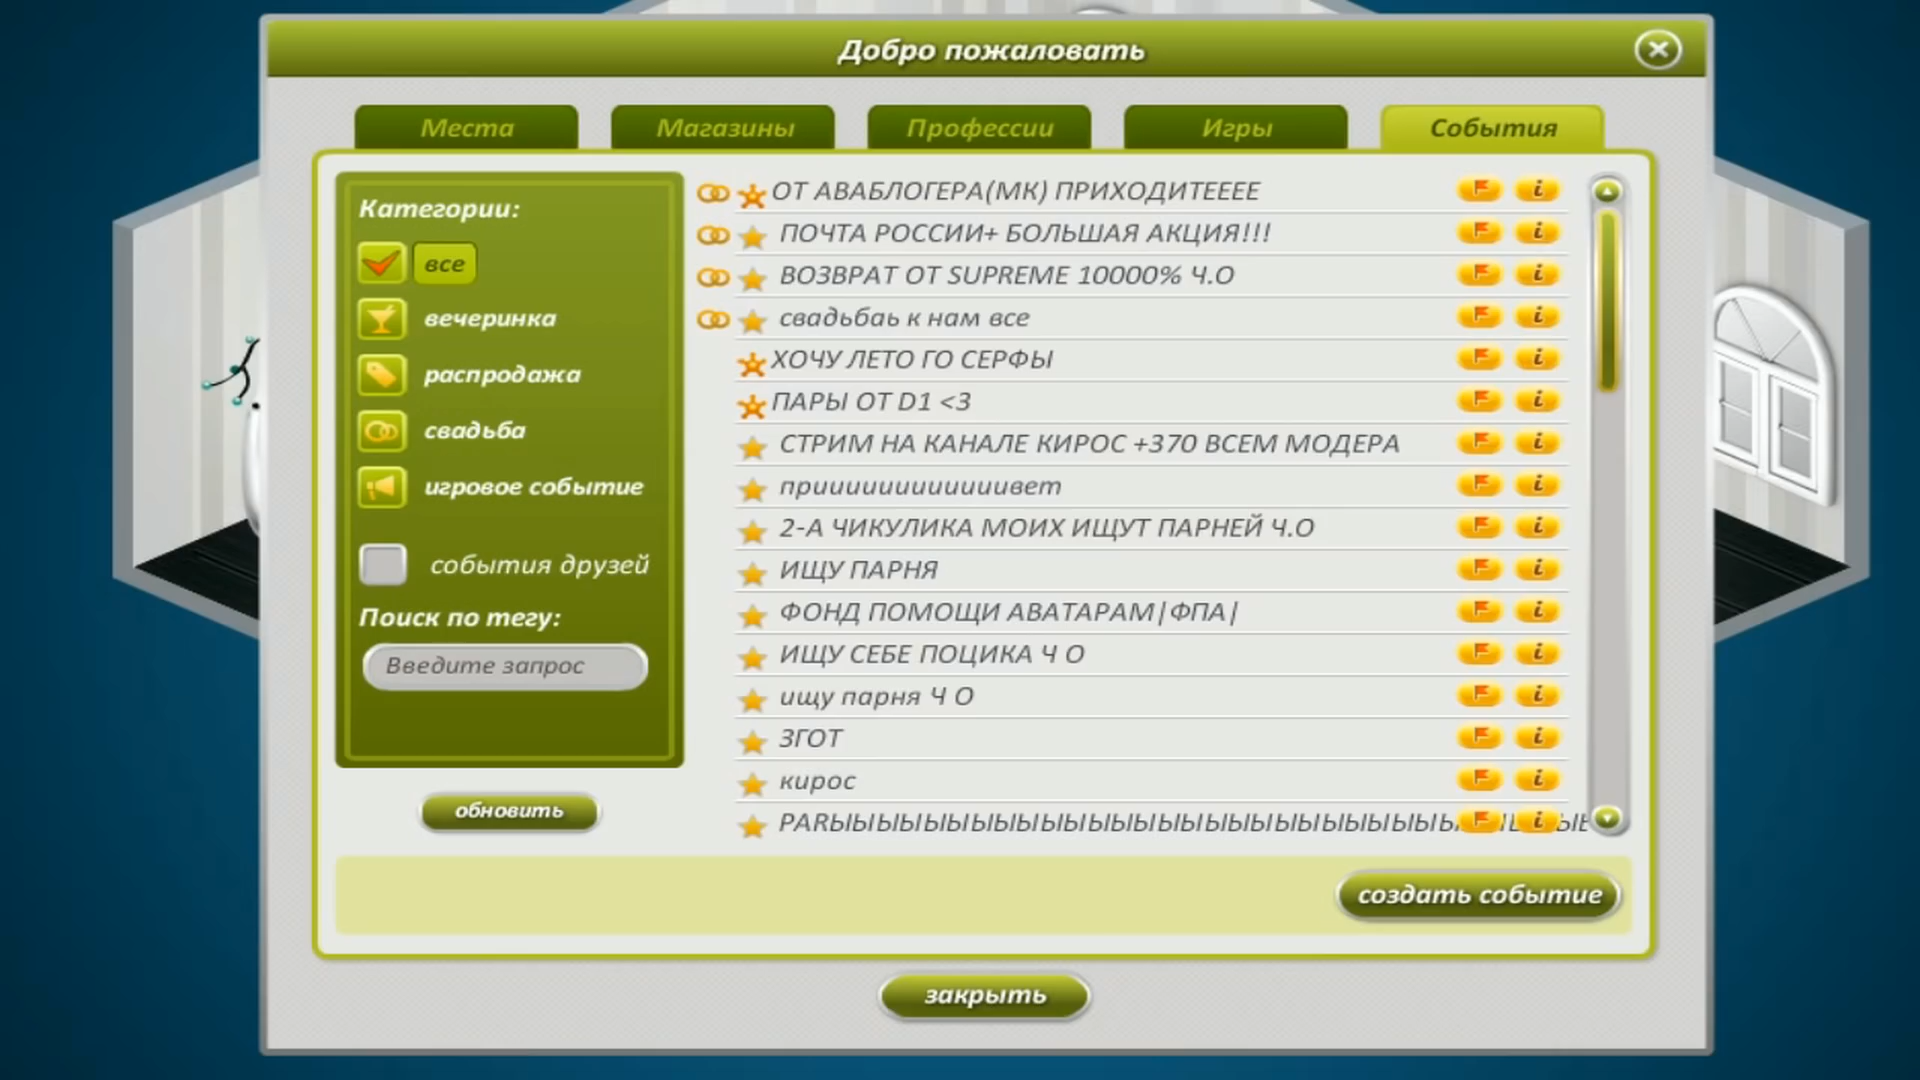 Добро пожаловать
Места
Магазины
Профессии
Игры
События
Категории:
все
вечеринка
распродажа
свадьба
игровое событие
события друзей
Поиск по тегу:
Введите запрос
обновить
ОТ АВАБЛОГЕРА(МК) ПРИХОДИТЕЕЕЕ
ПОЧТА РОССИИ+ БОЛЬШАЯ АКЦИЯ!!!
ВОЗВРАТ ОТ SUPREME 10000% Ч.О
свадьбаь к нам все
ХОЧУ ЛЕТО ГО СЕРФЫ
ПАРЫ ОТ D1 <3
СТРИМ НА КАНАЛЕ КИРОС +370 ВСЕМ МОДЕРА
прииииииииииииивет
2-А ЧИКУЛИКА МОИХ ИЩУТ ПАРНЕЙ Ч.О
ИЩУ ПАРНЯ
ФОНД ПОМОЩИ АВАТАРАМ|ФПА|
ИЩУ СЕБЕ ПОЦИКА Ч О
ищу парня Ч О
ЗГОТ
кирос
создать событие
закрыть